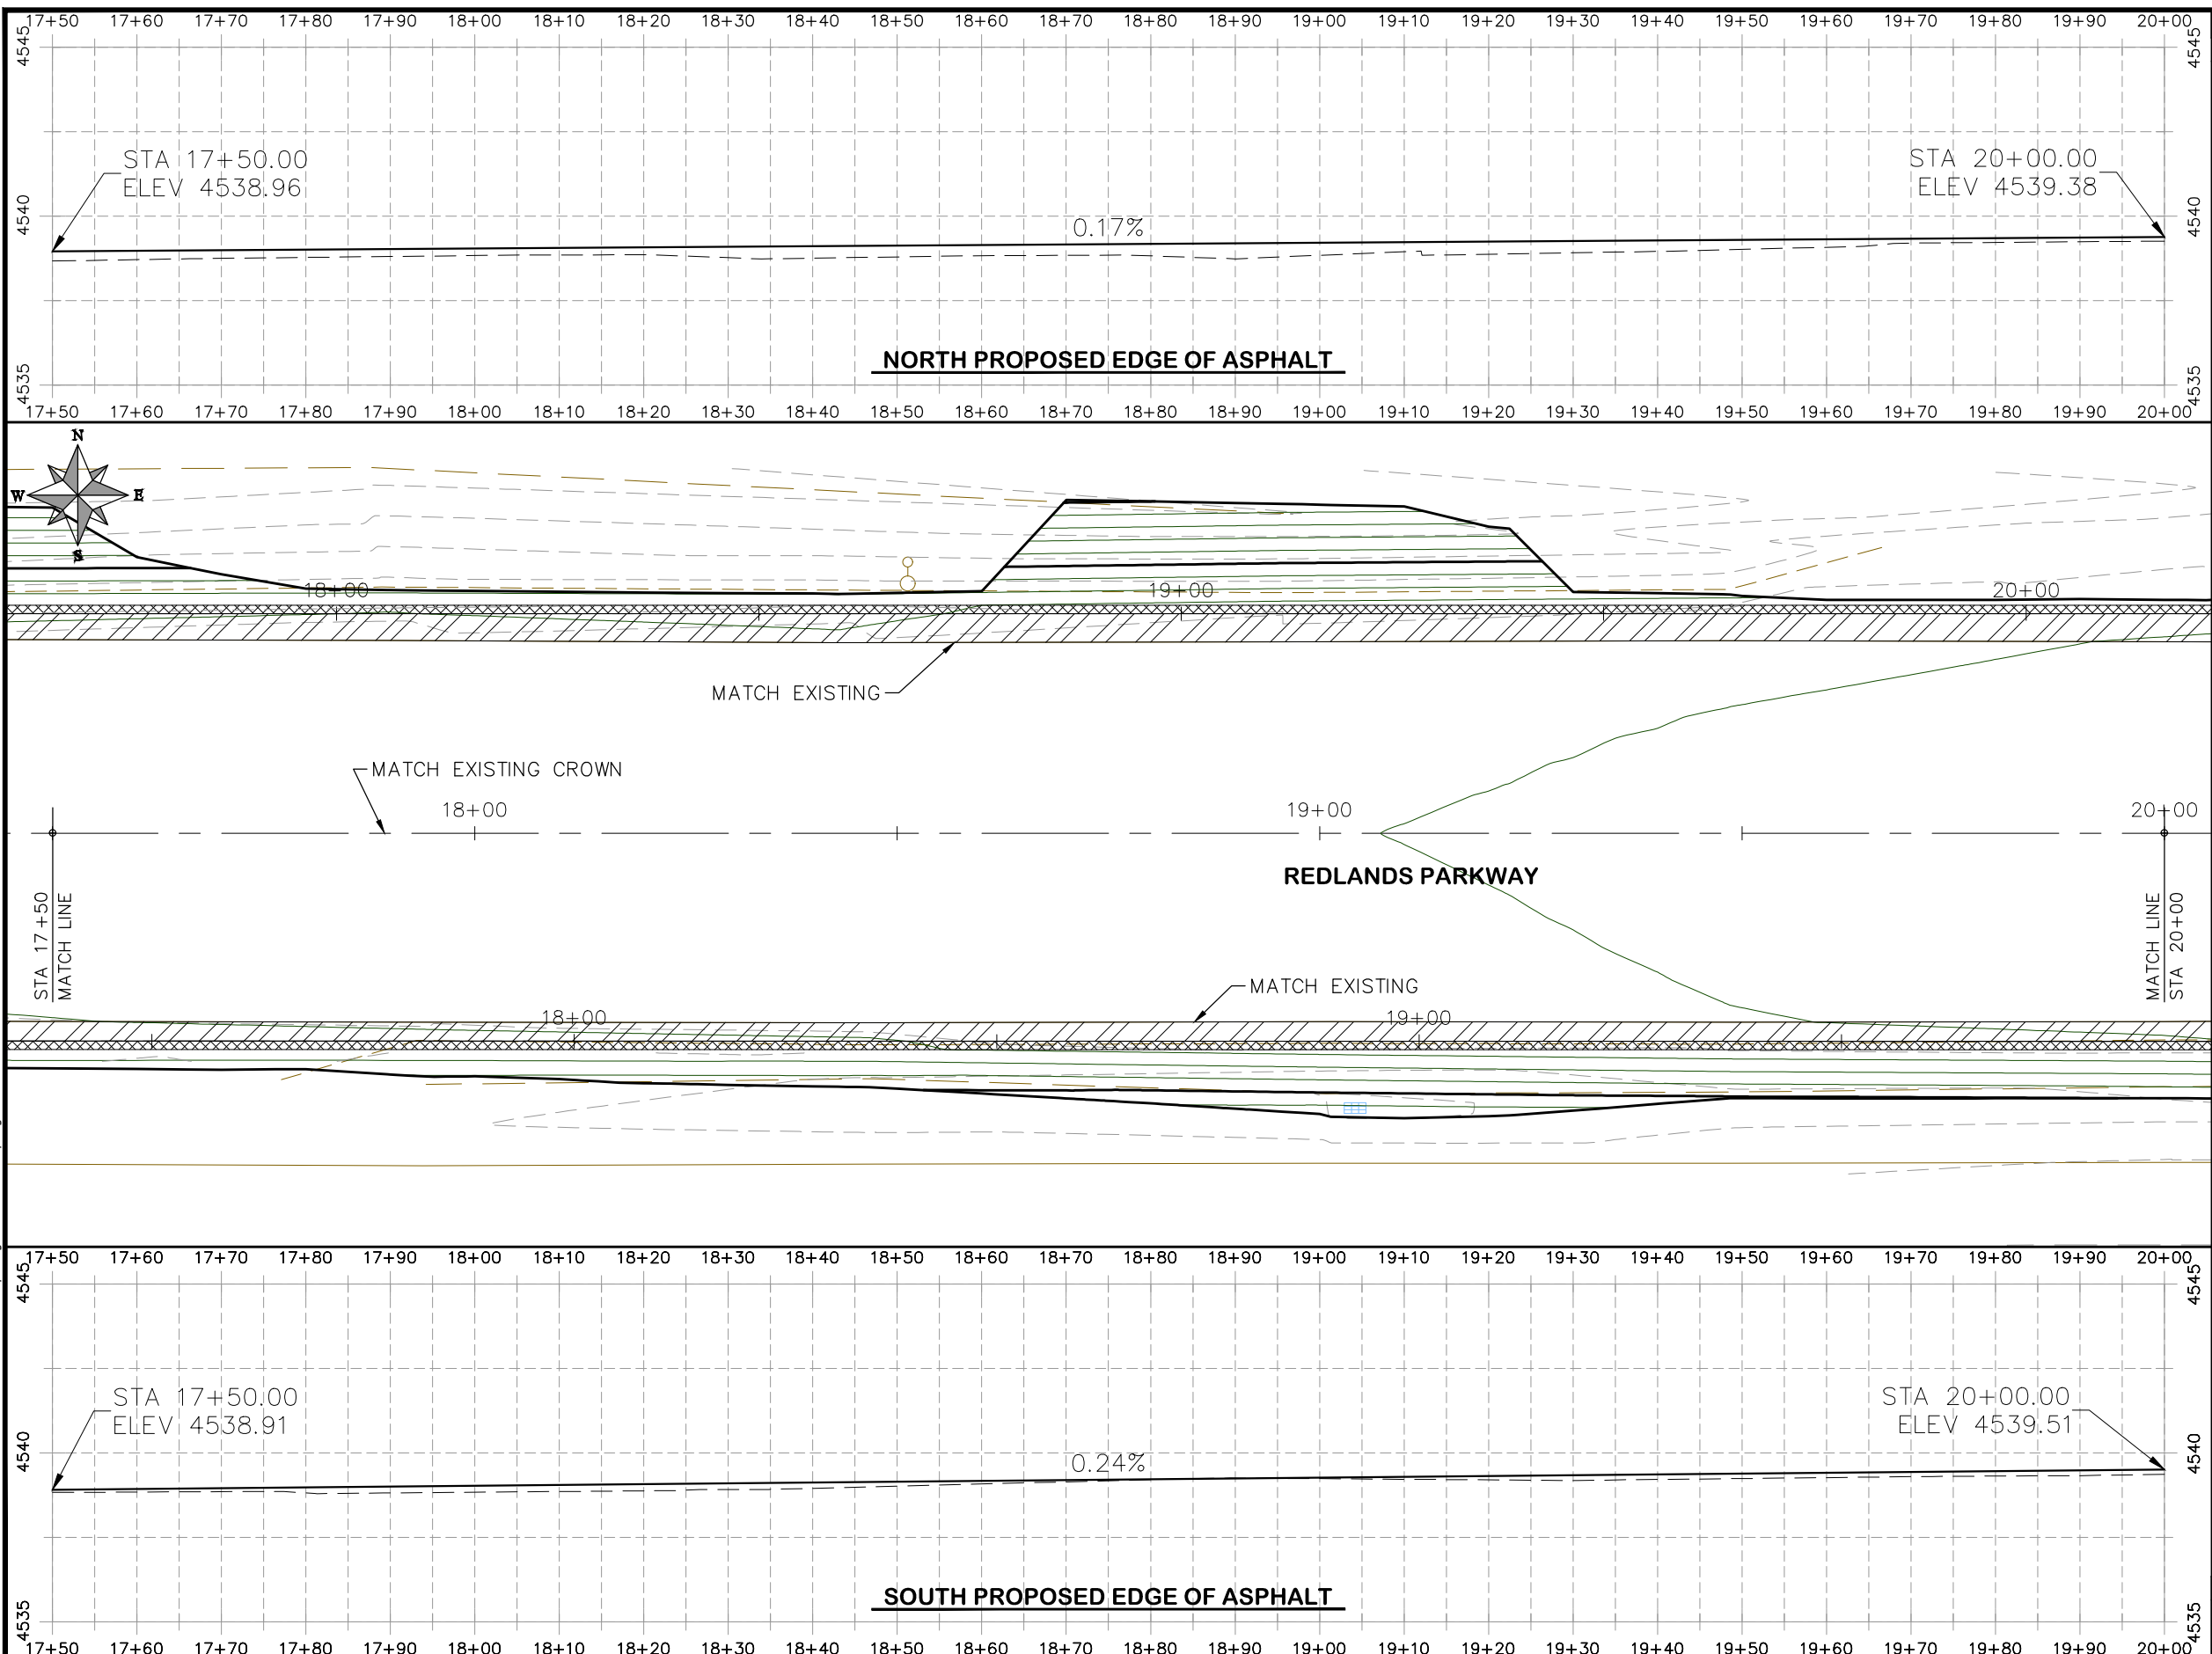 17+50 17+60 17+70 17+80 17+90 18+00 18+10 18+20 18+30 18+40 18+50 18+60 18+70 18+80 18+90 19+00 19+10 19+20 19+30 19+40 19+50 19+60 19+70 19+80 19+90 20+00
4545 4545
STA 17+50.00
ELEV 4538.96
STA 20+00.00
ELEV 4539.38
4540 4540
0.17%
NORTH PROPOSED EDGE OF ASPHALT
4535 4535
17+50 17+60 17+70 17+80 17+90 18+00 18+10 18+20 18+30 18+40 18+50 18+60 18+70 18+80 18+90 19+00 19+10 19+20 19+30 19+40 19+50 19+60 19+70 19+80 19+90 20+00
N
W E
S
18+00 19+00 20+00
MATCH EXISTING
MATCH EXISTING CROWN
18+00 19+00 20+00
REDLANDS PARKWAY
STA 17+50
MATCH LINE
MATCH LINE
STA 20+00
MATCH EXISTING
18+00 19+00
17+50 17+60 17+70 17+80 17+90 18+00 18+10 18+20 18+30 18+40 18+50 18+60 18+70 18+80 18+90 19+00 19+10 19+20 19+30 19+40 19+50 19+60 19+70 19+80 19+90 20+00
4545 4545
STA 17+50.00
ELEV 4538.91
STA 20+00.00
ELEV 4539.51
4540 4540
0.24%
SOUTH PROPOSED EDGE OF ASPHALT
4535 4535
17+50 17+60 17+70 17+80 17+90 18+00 18+10 18+20 18+30 18+40 18+50 18+60 18+70 18+80 18+90 19+00 19+10 19+20 19+30 19+40 19+50 19+60 19+70 19+80 19+90 20+00